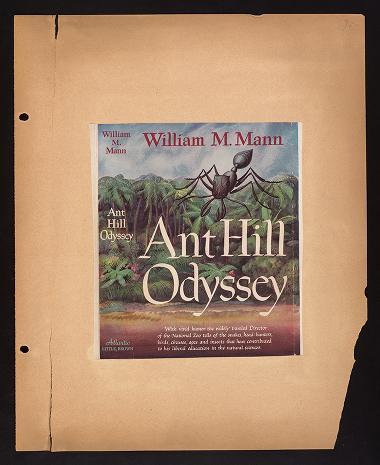 William
M.
Mann
Ant
Hill
Odyssey
Atlantic
LITTLE, BROWN
William M. Mann
Ant Hill
Odyssey
With vivid humor the widely traveled Director
of the National Zoo tells of the snakes, head-hunters,
birds, circuses, apes and insects that have contributed
to his liberal education in the natural sciences.